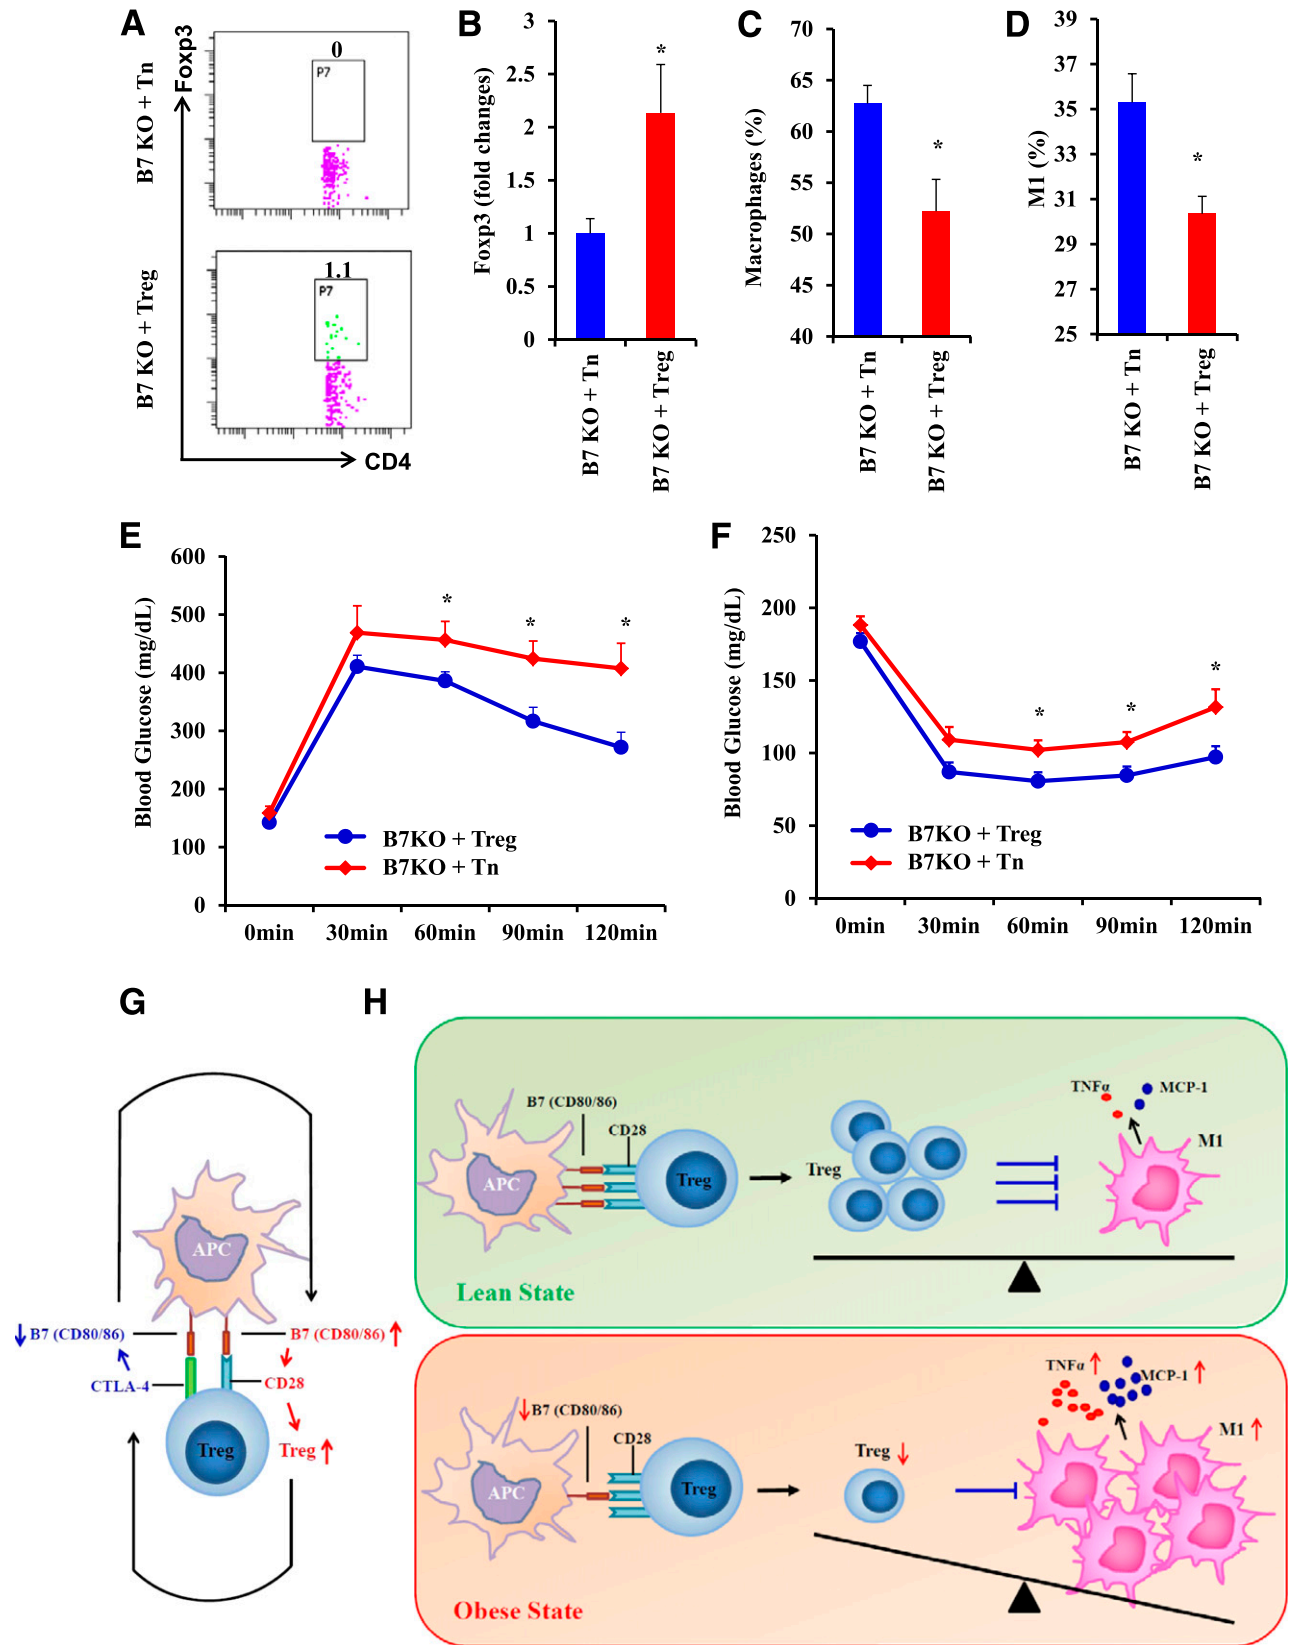 A
Foxp3
B7 KO + Tn
0
P7
B7 KO + Treg
1.1
P7
CD4
B
Foxp3 (fold changes)
3
2.5
2
1.5
1
0.5
0
*
B7 KO + Tn
B7 KO + Treg
C
Macrophages (%)
70
65
60
55
50
45
40
*
B7 KO + Tn
B7 KO + Treg
D
M1 (%)
39
37
35
33
31
29
27
25
*
B7 KO + Tn
B7 KO + Treg
E
Blood Glucose (mg/dL)
600
500
400
300
200
100
0
* * *
B7KO + Treg
B7KO + Tn
0min 30min 60min 90min 120min
F
Blood Glucose (mg/dL)
250
200
150
100
50
0
* * *
B7KO + Treg
B7KO + Tn
0min 30min 60min 90min 120min
G
APC
B7 (CD80/86)
B7 (CD80/86)
CTLA-4
CD28
Treg
Treg
H
B7 (CD80/86)
CD28
APC
Treg
Treg
TNFα
MCP-1
M1
Lean State
B7 (CD80/86)
CD28
APC
Treg
Treg
TNFα
MCP-1
M1
Obese State